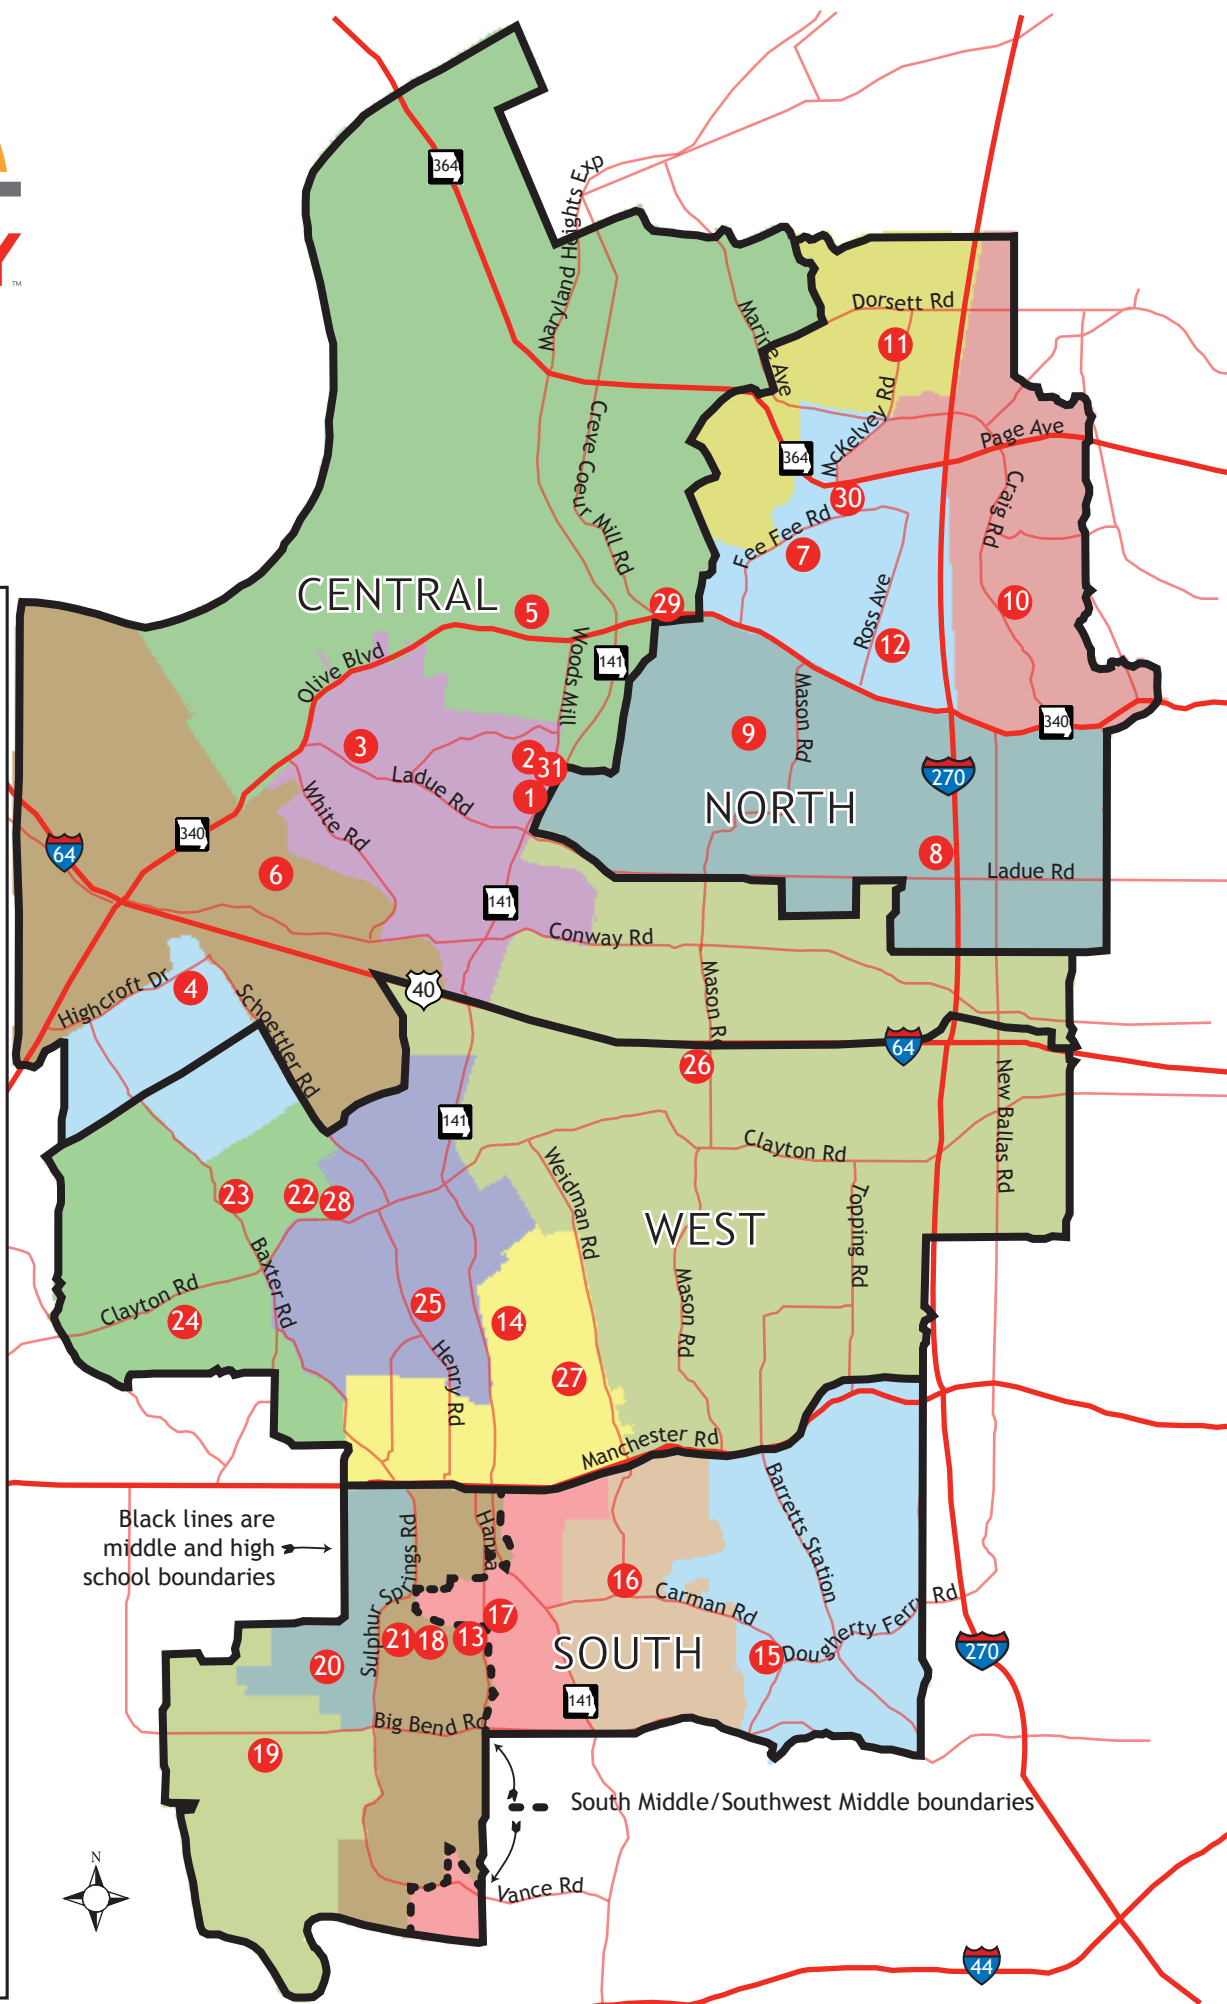 Y
TM
364
Maryland Heights Exp
Marine Ave
Dorsett Rd
11
McKelvey Rd
Page Ave
Creve Coeur Mill Rd
364
30
Craig Rd
Fee Fee Rd
7
CENTRAL
5
29
10
Ross Ave
12
Olive Blvd
Woods Mill
141
Mason Rd
340
3
2
31
1
9
Ladue Rd
White Rd
270
NORTH
340
64
8
6
Ladue Rd
141
Conway Rd
Highcroft Dr
4
Schoettler Rd
40
Mason Rd
64
26
New Ballas Rd
141
Clayton Rd
Weidman Rd
23
22
28
WEST
Topping Rd
Baxter Rd
Clayton Rd
24
25
14
Mason Rd
Henry Rd
27
Manchester Rd
Black lines are
middle and high
school boundaries
Sulphur Springs Rd
Hanna
Barretts Station
16
Carman Rd
17
21
18
13
SOUTH
15
Dougherty Ferry Rd
270
20
141
Big Bend Rd
19
South Middle/Southwest Middle boundaries
N
Vance Rd
44